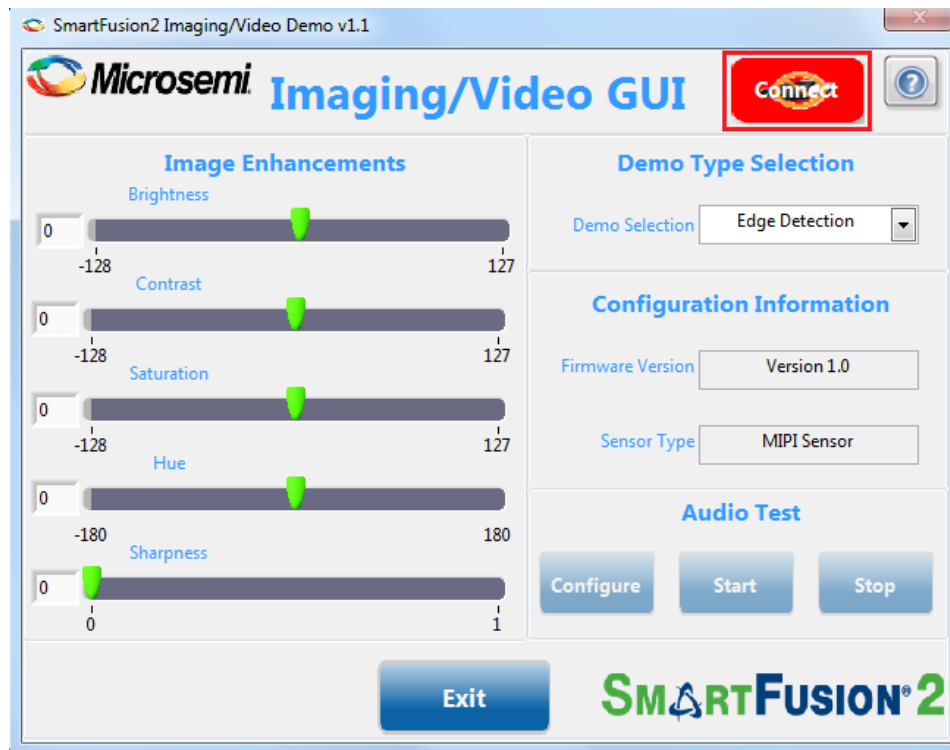 SmartFusion2 Imaging/Video Demo v1.1
Microsemi.
Imaging/Video GUI
Connect
Image Enhancements
Brightness
0
-128
127
Contrast
0
-128
127
Saturation
0
-128
127
Hue
0
-180
180
Sharpness
0
0
1
Demo Type Selection
Demo Selection
Edge Detection
Configuration Information
Firmware Version
Version 1.0
Sensor Type
MIPI Sensor
Audio Test
Configure
Start
Stop
Exit
SMARTFUSION®2